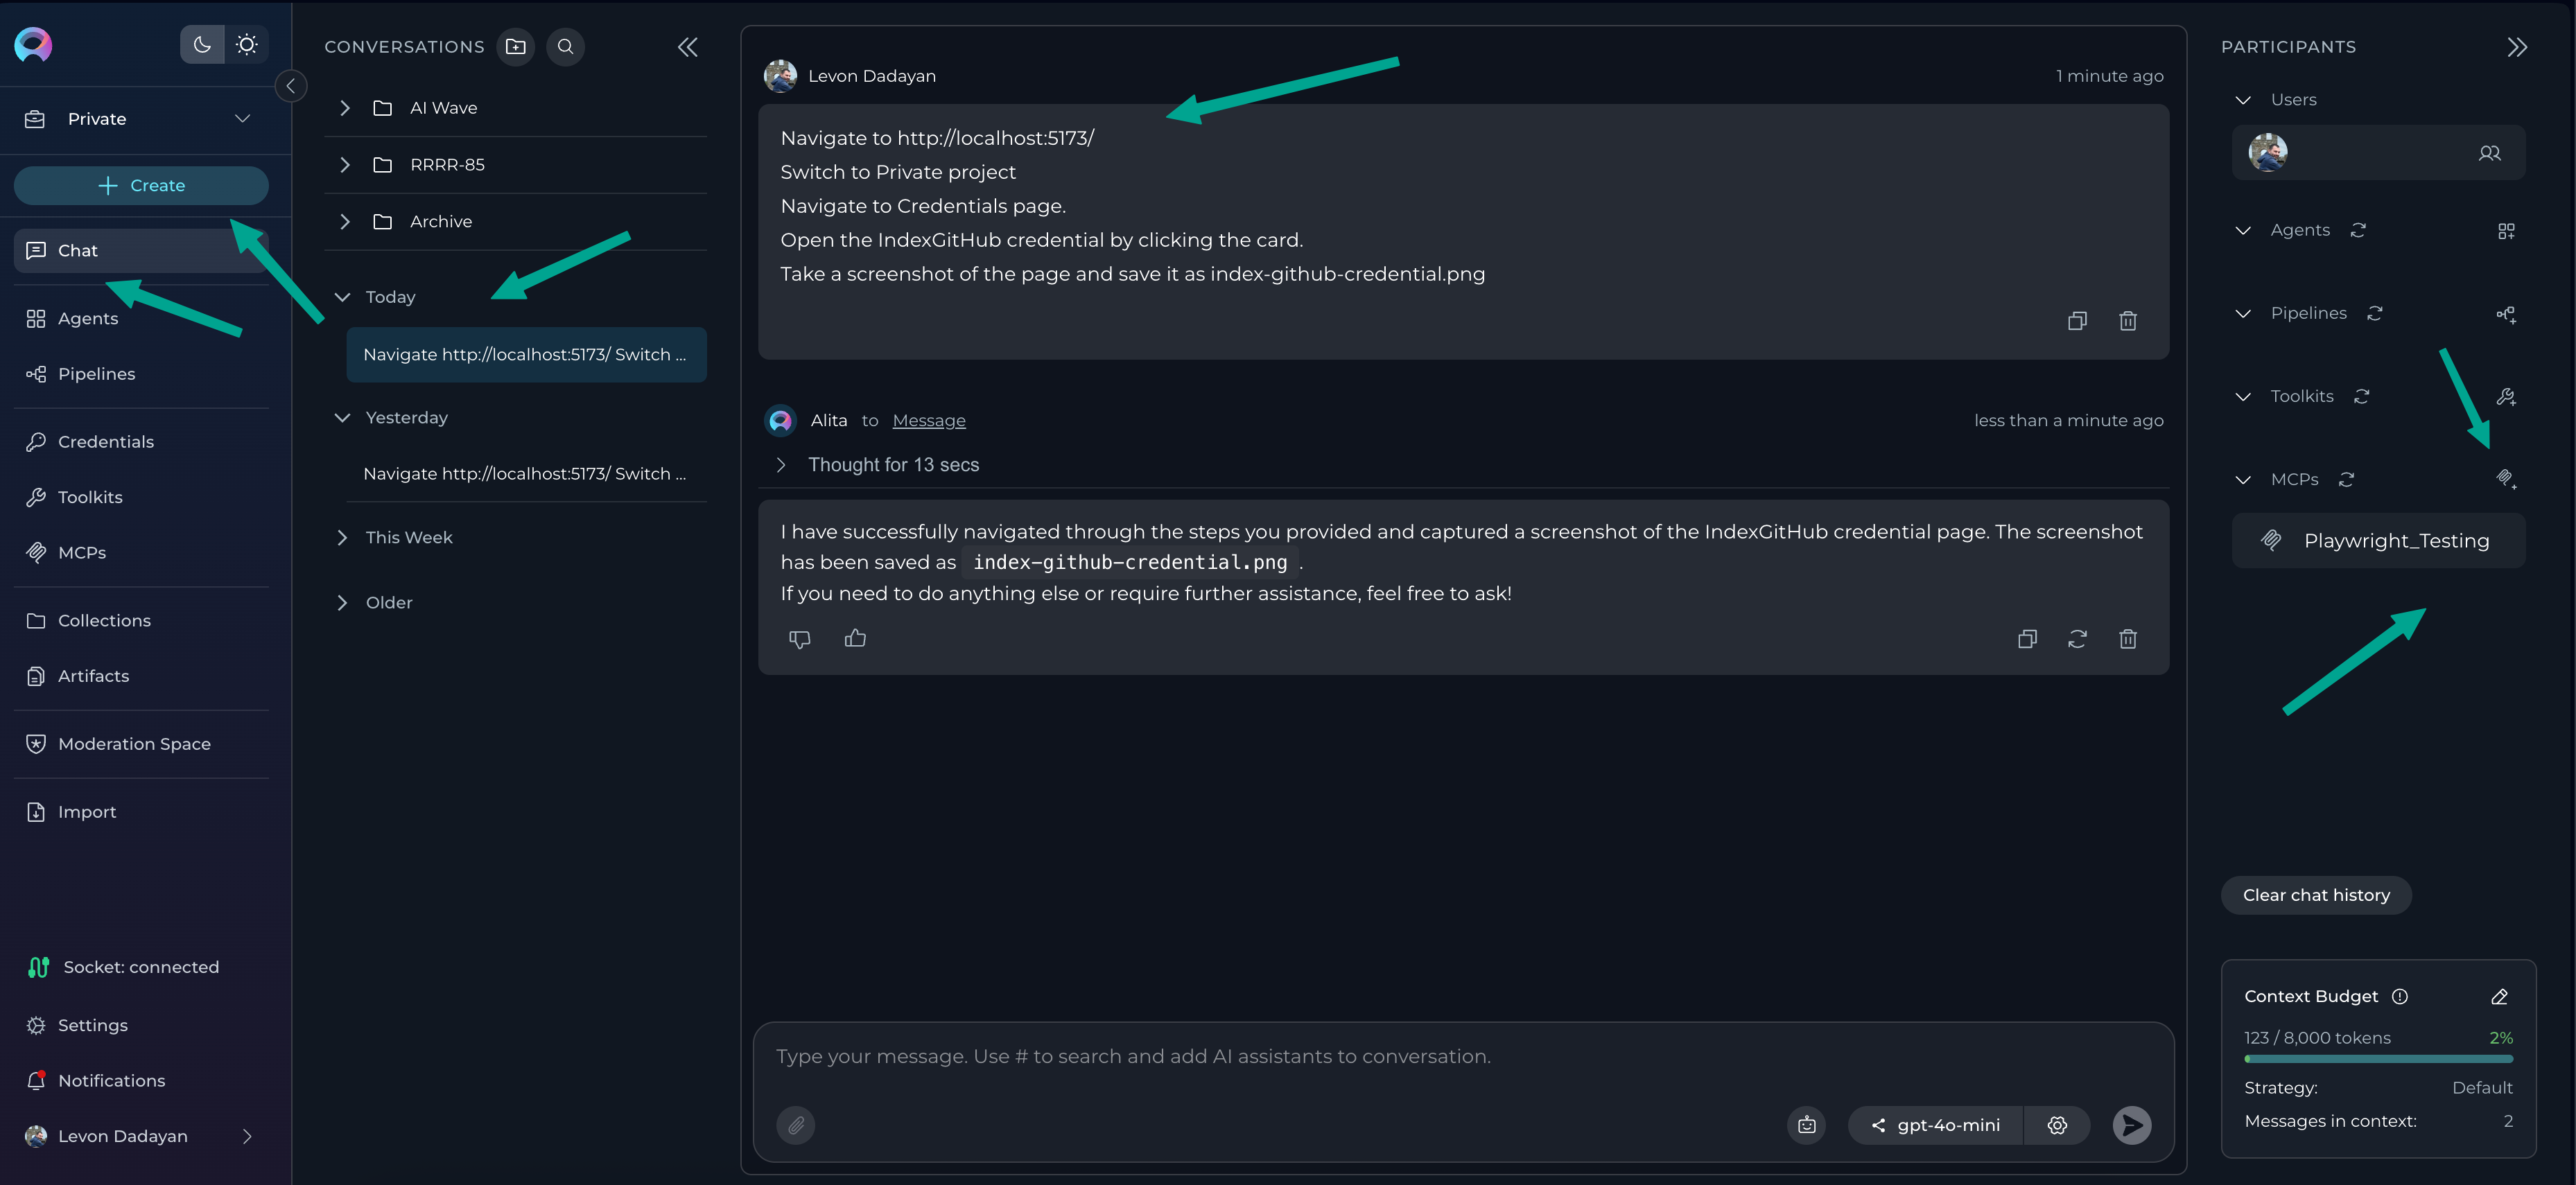 Private
Create
Chat
Agents
Pipelines
Credentials
Toolkits
MCPs
Collections
Artifacts
Moderation Space
Import
Socket: connected
Settings
Notifications
Levon Dadayan
CONVERSATIONS
AI Wave
RRRR-85
Archive
Today
Navigate http://localhost:5173/ Switch ...
Yesterday
Navigate http://localhost:5173/ Switch ...
This Week
Older
Levon Dadayan
1 minute ago
Navigate to http://localhost:5173/
Switch to Private project
Navigate to Credentials page.
Open the IndexGitHub credential by clicking the card.
Take a screenshot of the page and save it as index-github-credential.png
Alita to Message
less than a minute ago
Thought for 13 secs
I have successfully navigated through the steps you provided and captured a screenshot of the IndexGitHub credential page. The screenshot
has been saved as index-github-credential.png .
If you need to do anything else or require further assistance, feel free to ask!
Type your message. Use # to search and add AI assistants to conversation.
gpt-4o-mini
PARTICIPANTS
Users
Agents
Pipelines
Toolkits
MCPs
Playwright_Testing
Clear chat history
Context Budget
123 / 8,000 tokens 2%
Strategy: Default
Messages in context: 2